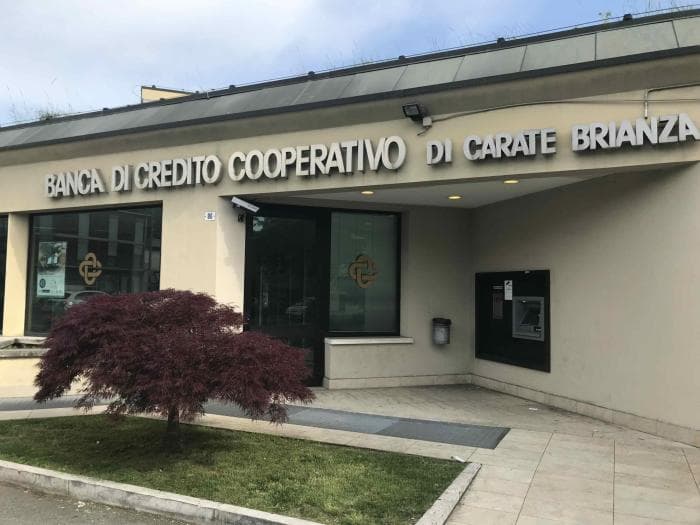 BANCA DI CREDITO COOPERATIVO DI CARATE BRIANZA